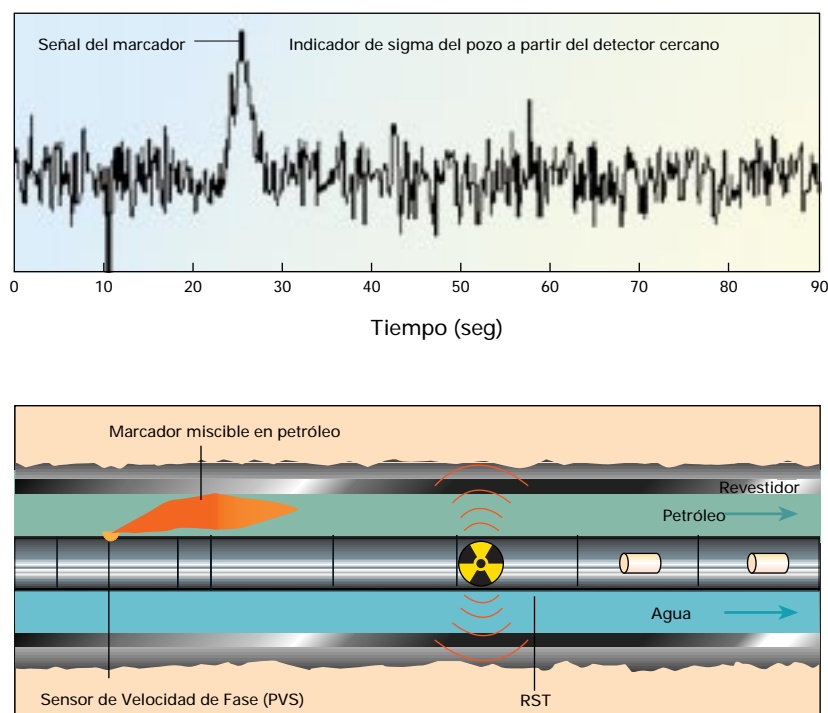 Señal del marcador
Indicador de sigma del pozo a partir del detector cercano
0 10 20 30 40 50 60 70 80 90
Tiempo (seg)
Marcador miscible en petróleo
Revestidor
Petróleo
Agua
Sensor de Velocidad de Fase (PVS)
RST